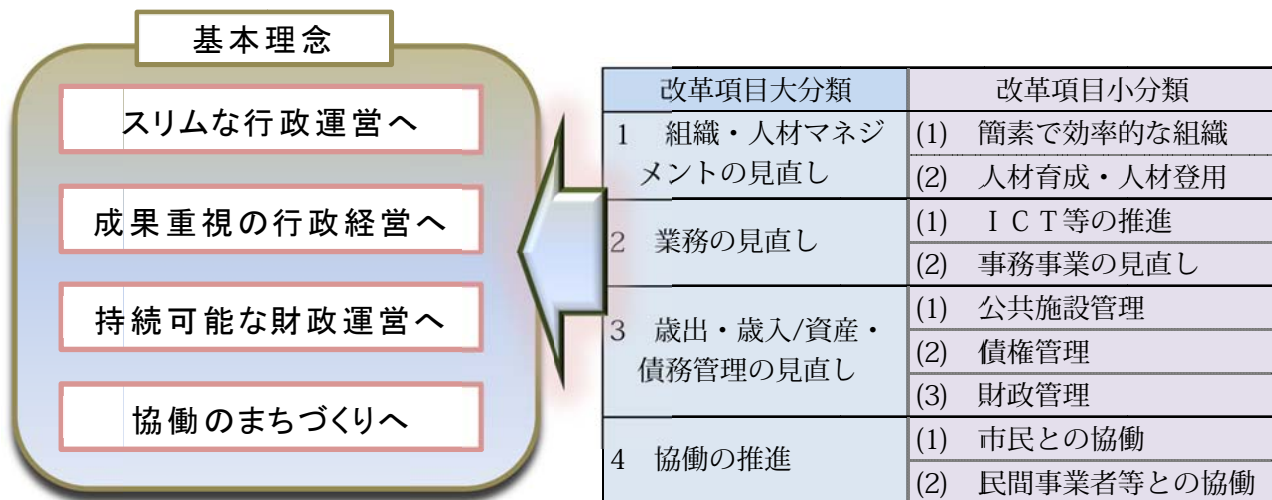 基本理念
スリムな行政運営へ
成果重視の行政経営へ
持続可能な財政運営へ
協働のまちづくりへ
改革項目大分類 改革項目小分類
1 組織・人材マネジ
メントの見直し
(1) 簡素で効率的な組織
(2) 人材育成・人材登用
2 業務の見直し
(1) ＩＣＴ等の推進
(2) 事務事業の見直し
3 歳出・歳入/資産・
債務管理の見直し
(1) 公共施設管理
(2) 債権管理
(3) 財政管理
4 協働の推進
(1) 市民との協働
(2) 民間事業者等との協働